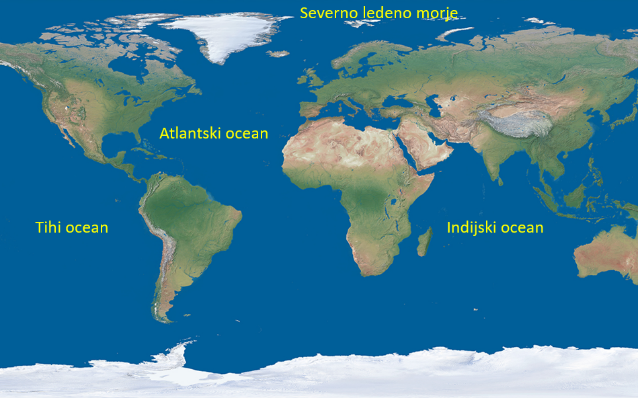 Severno ledeno morje
Atlantski ocean
Tihi ocean
Indijski ocean